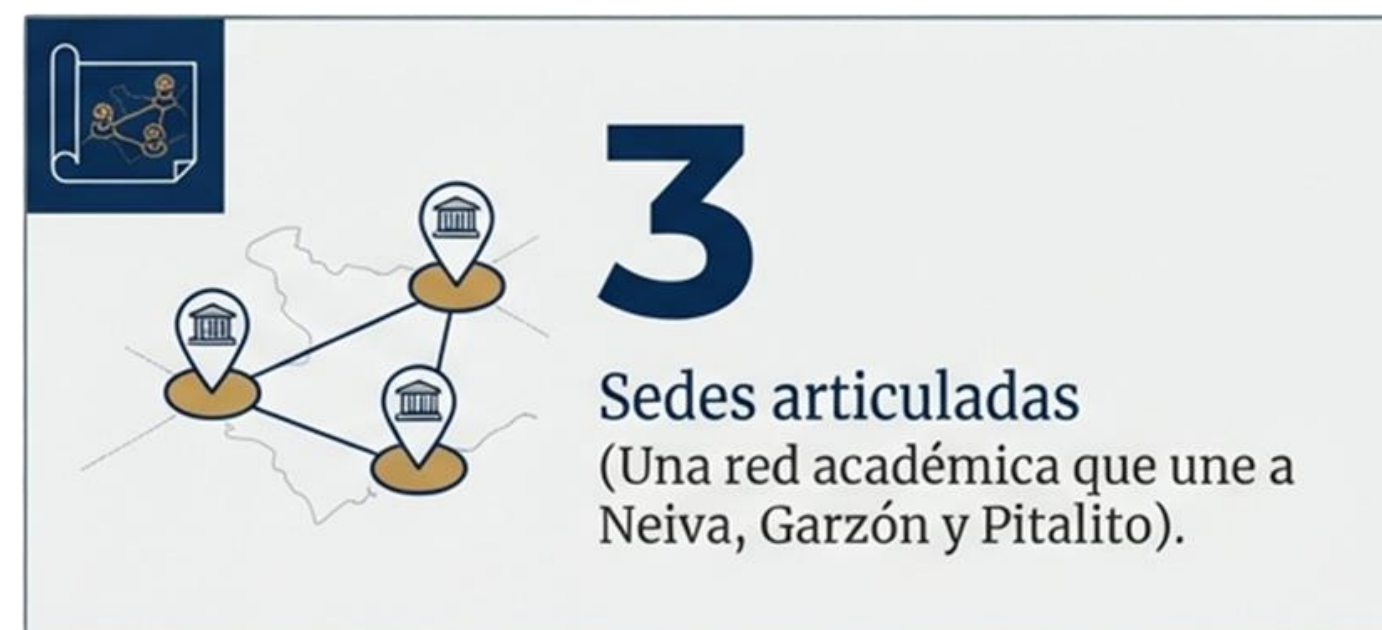 3
Sedes articuladas
(Una red académica que une a
Neiva, Garzón y Pitalito).